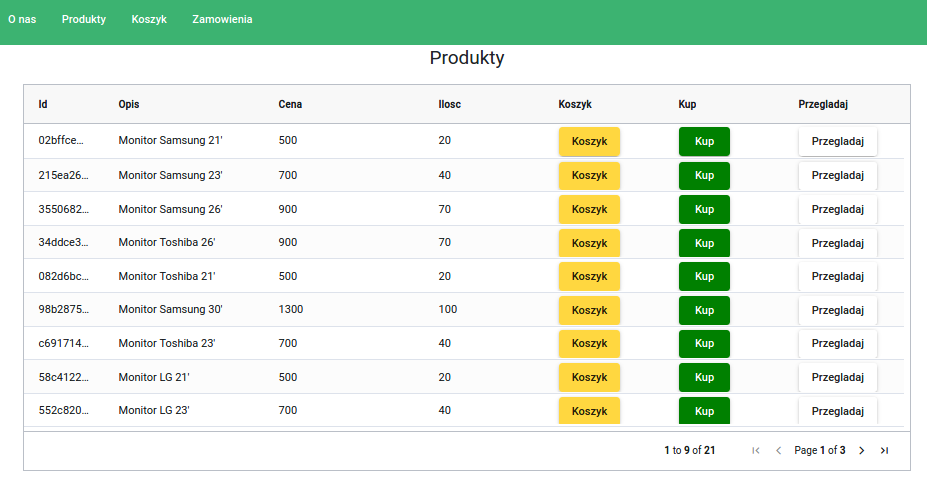 O nas Produkty Koszyk Zamowienia
Produkty
Id Opis Cena Ilosc Koszyk Kup Przegladaj
02bffce... Monitor Samsung 21' 500 20 Koszyk Kup Przegladaj
215ea26... Monitor Samsung 23' 700 40 Koszyk Kup Przegladaj
3550682... Monitor Samsung 26' 900 70 Koszyk Kup Przegladaj
34ddce3... Monitor Toshiba 26' 900 70 Koszyk Kup Przegladaj
082d6bc... Monitor Toshiba 21' 500 20 Koszyk Kup Przegladaj
98b2875... Monitor Samsung 30' 1300 100 Koszyk Kup Przegladaj
c691714... Monitor Toshiba 23' 700 40 Koszyk Kup Przegladaj
58c4122... Monitor LG 21' 500 20 Koszyk Kup Przegladaj
552c820... Monitor LG 23' 700 40 Koszyk Kup Przegladaj
1 to 9 of 21 Page 1 of 3